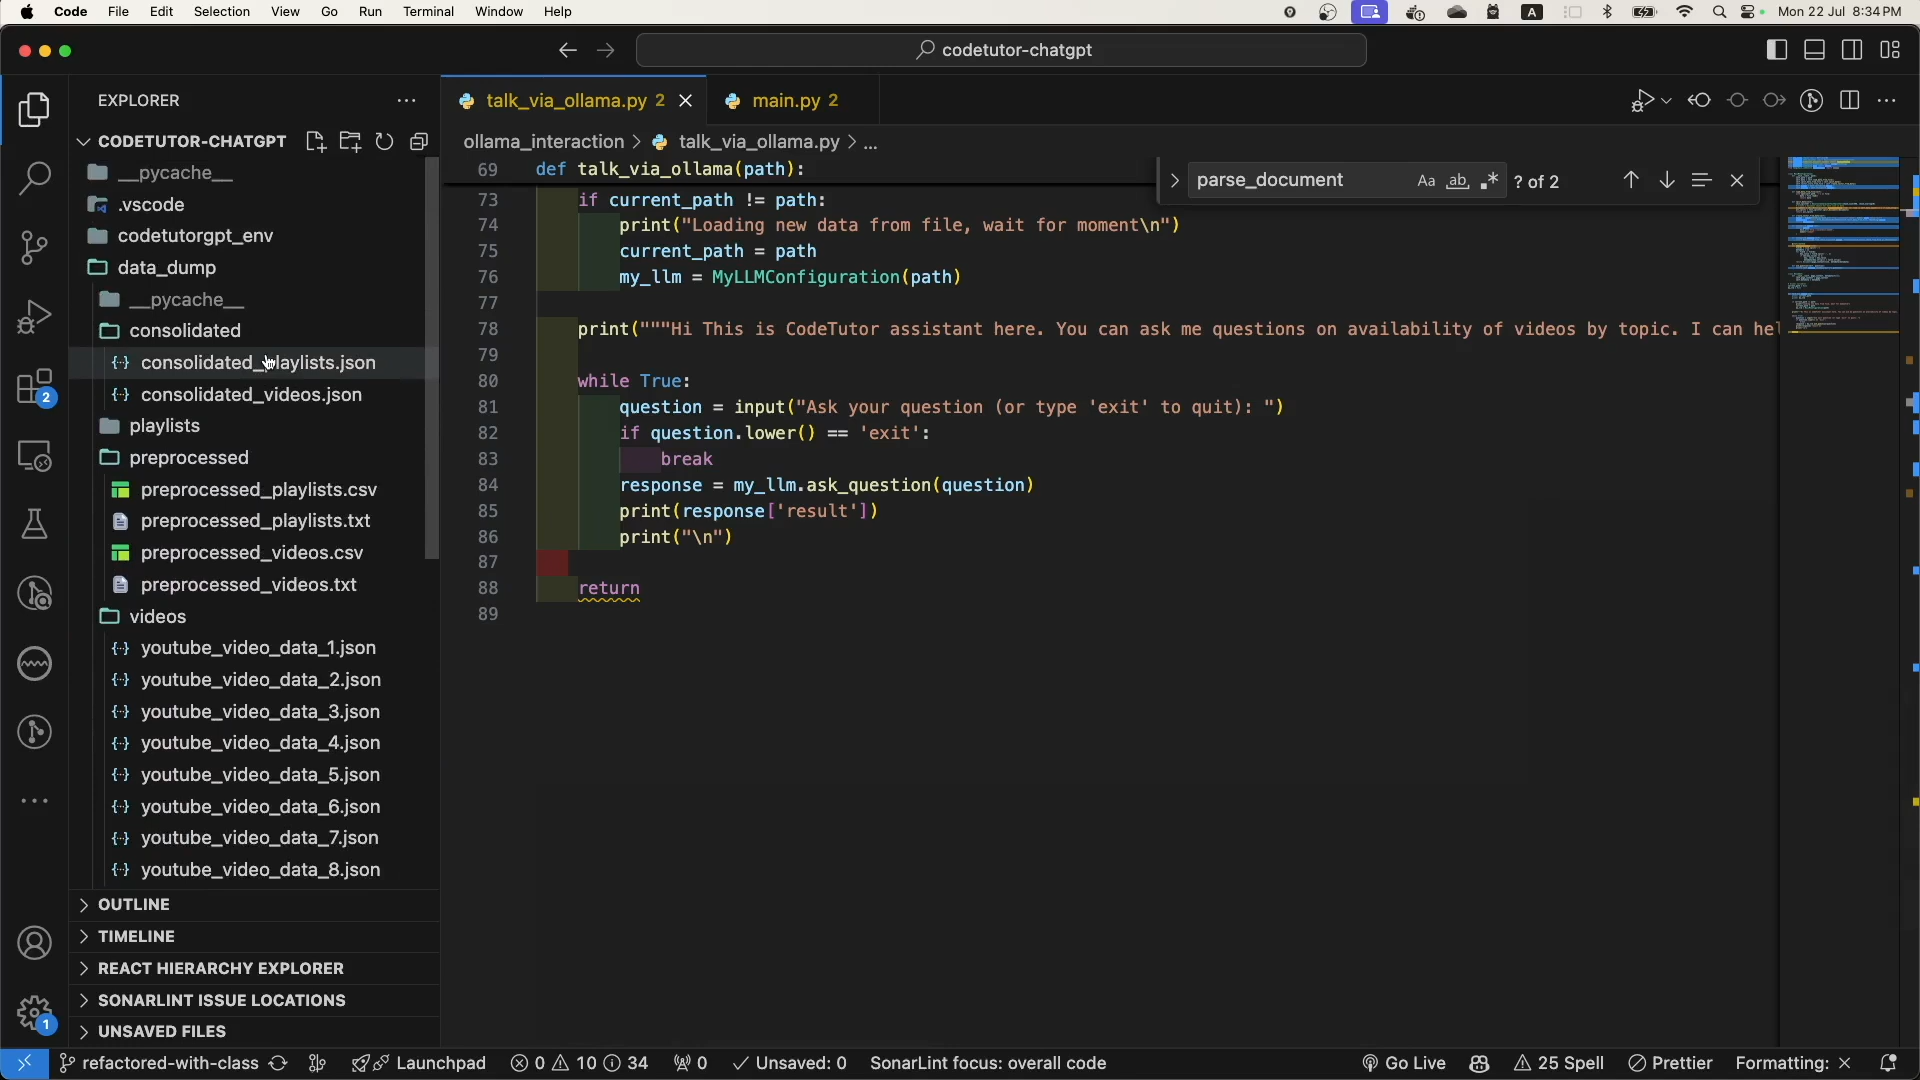 Code File Edit Selection View Go Run Terminal Window Help
A Mon 22 Jul 8:34 PM
codetutor-chatgpt
EXPLORER
CODETUTOR-CHATGPT
__pycache__
.vscode
codetutorgpt_env
data_dump
__pycache__
consolidated
consolidated_playlists.json
consolidated_videos.json
playlists
preprocessed
preprocessed_playlists.csv
preprocessed_playlists.txt
preprocessed_videos.csv
preprocessed_videos.txt
videos
youtube_video_data_1.json
youtube_video_data_2.json
youtube_video_data_3.json
youtube_video_data_4.json
youtube_video_data_5.json
youtube_video_data_6.json
youtube_video_data_7.json
youtube_video_data_8.json
OUTLINE
TIMELINE
REACT HIERARCHY EXPLORER
SONARLINT ISSUE LOCATIONS
UNSAVED FILES
2
1
talk_via_ollama.py 2 main.py 2
ollama_interaction > talk_via_ollama.py > ...
parse_document Aa ab .* ? of 2
69 def talk_via_ollama(path):
73 if current_path != path:
74 print("Loading new data from file, wait for moment\n")
75 current_path = path
76 my_llm = MyLLMConfiguration(path)
77
78 print("""Hi This is CodeTutor assistant here. You can ask me questions on availability of videos by topic. I can hel
79
80 while True:
81 question = input("Ask your question (or type 'exit' to quit): ")
82 if question.lower() == 'exit':
83 break
84 response = my_llm.ask_question(question)
85 print(response['result'])
86 print("\n")
87
88 return
89
refactored-with-class Launchpad 0 10 34 0 Unsaved: 0 SonarLint focus: overall code Go Live 25 Spell Prettier Formatting: ×